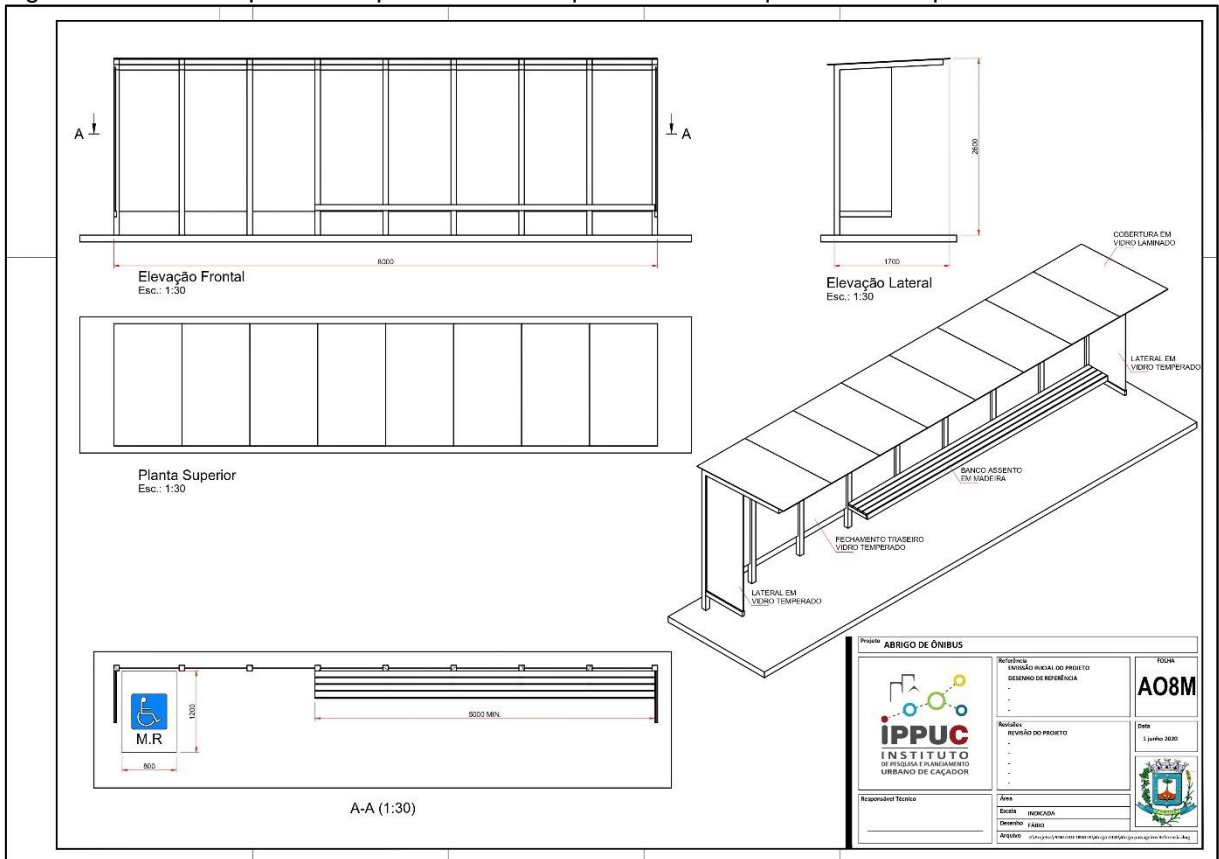 A
A
8000
Elevação Frontal
Esc.: 1:30
2600
1700
Elevação Lateral
Esc.: 1:30
Planta Superior
Esc.: 1:30
COBERTURA EM
VIDRO LAMINADO
LATERAL EM
VIDRO TEMPERADO
BANCO ASSENTO
EM MADEIRA
FECHAMENTO TRASEIRO
VIDRO TEMPERADO
LATERAL EM
VIDRO TEMPERADO
M.R
1200
800
5000 MIN.
A-A (1:30)
Projeto ABRIGO DE ÔNIBUS
IPPUC
INSTITUTO
DE PESQUISA E PLANEJAMENTO
URBANO DE CAÇADOR
Referência
EMISSÃO INICIAL DO PROJETO
DESENHO DE REFERÊNCIA
-
-
-
FOLHA
AO8M
Revisões
REVISÃO DO PROJETO
-
-
-
-
-
Data
1 junho 2020
Responsável Técnico
Área
Escala INDICADA
Desenho FÁBIO
Arquivo